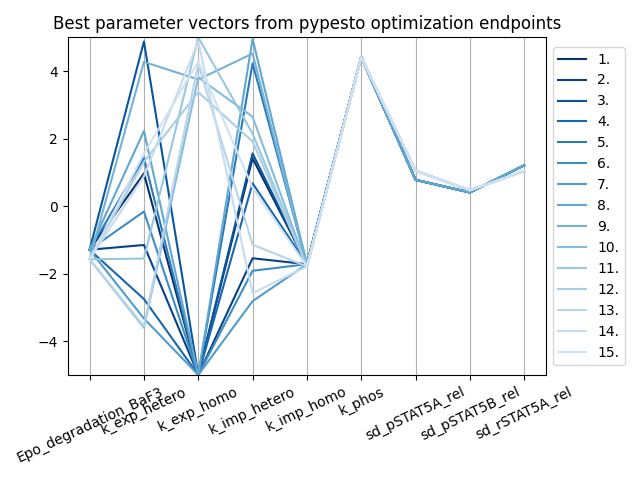 Best parameter vectors from pypesto optimization endpoints
4
2
0
−2
−4
Epo_degradation_BaF3
k_exp_hetero
k_exp_homo
k_imp_hetero
k_imp_homo
k_phos
sd_pSTAT5A_rel
sd_pSTAT5B_rel
sd_rSTAT5A_rel
1.
2.
3.
4.
5.
6.
7.
8.
9.
10.
11.
12.
13.
14.
15.